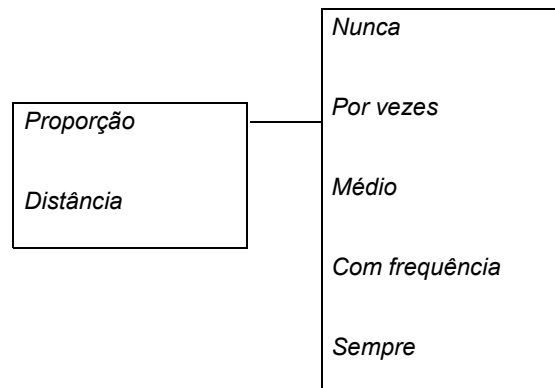 Proporção
Distância
Nunca
Por vezes
Médio
Com frequência
Sempre